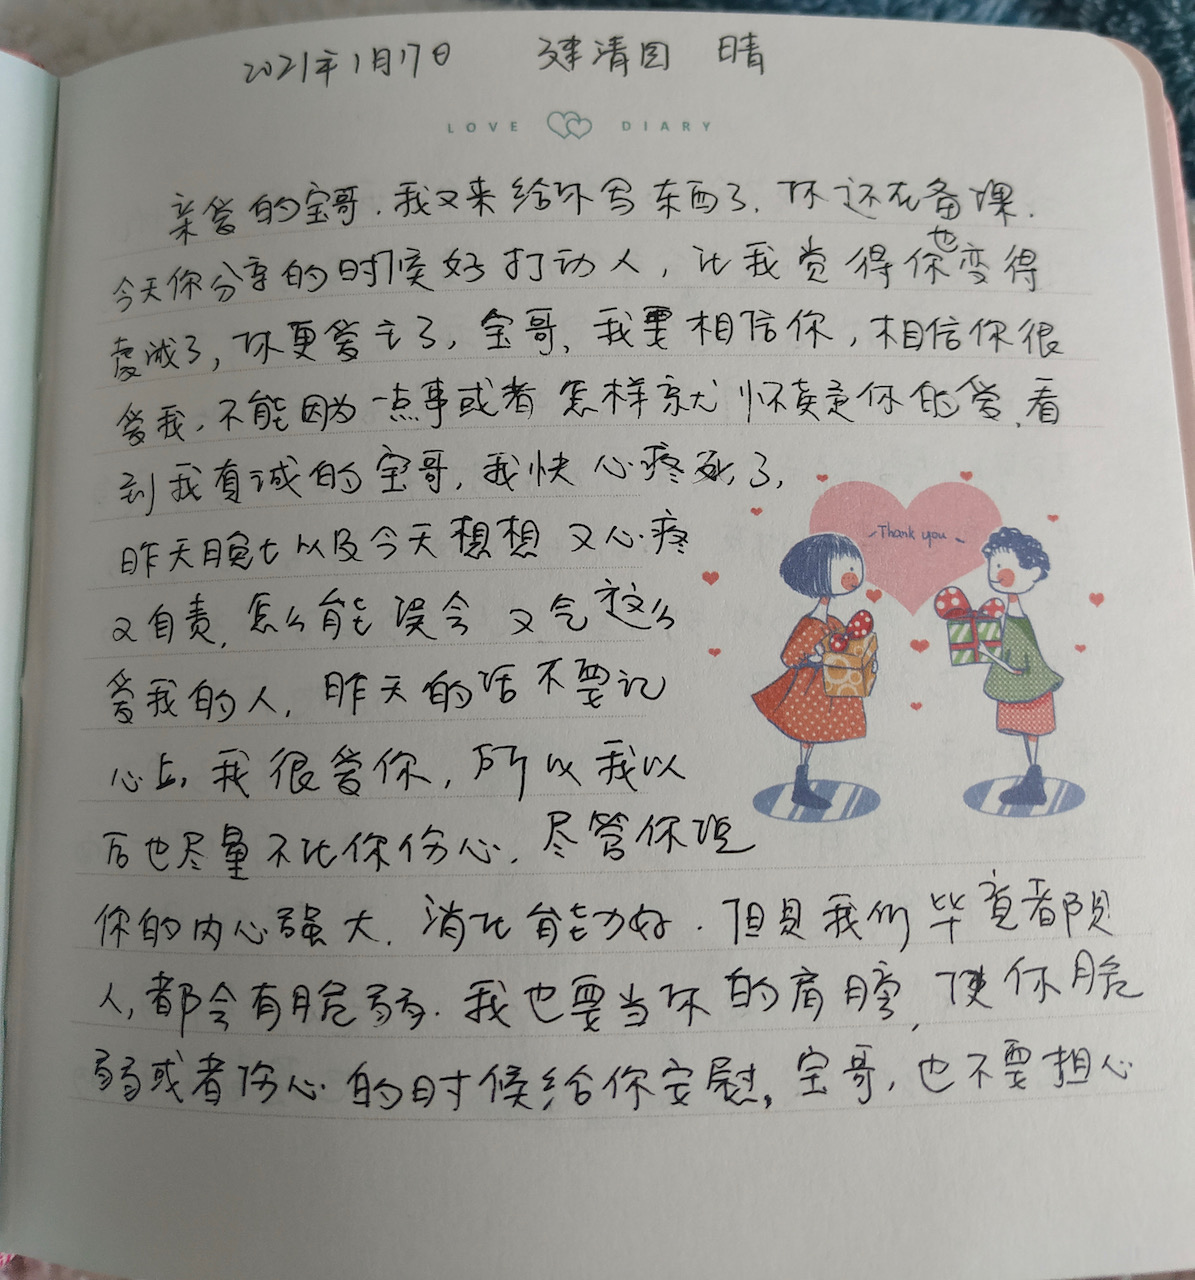 2021年1月17日 建清园 晴
LOVE DIARY
亲爱的宝哥，我又来给你写东西了，你还在备课，
今天你分享的时候好打动人，让我觉得你也变得
虔诚了，你更爱主了，宝哥，我要相信你，相信你很
爱我，不能因为一点事或者怎样就怀疑你的爱，看
到我有诚的宝哥，我快心疼死了，
昨天晚上以及今天想想又心疼
又自责，怎么能误会又气这么
爱我的人，昨天的话不要记
心上，我很爱你，所以我以
后也尽量不让你伤心，尽管你说
你的内心强大，消化能力好，但是我们毕竟都是
人，都会有脆弱，我也要当你的肩膀，使你脆
弱或者伤心的时候给你安慰。宝哥，也不要担心
Thank you